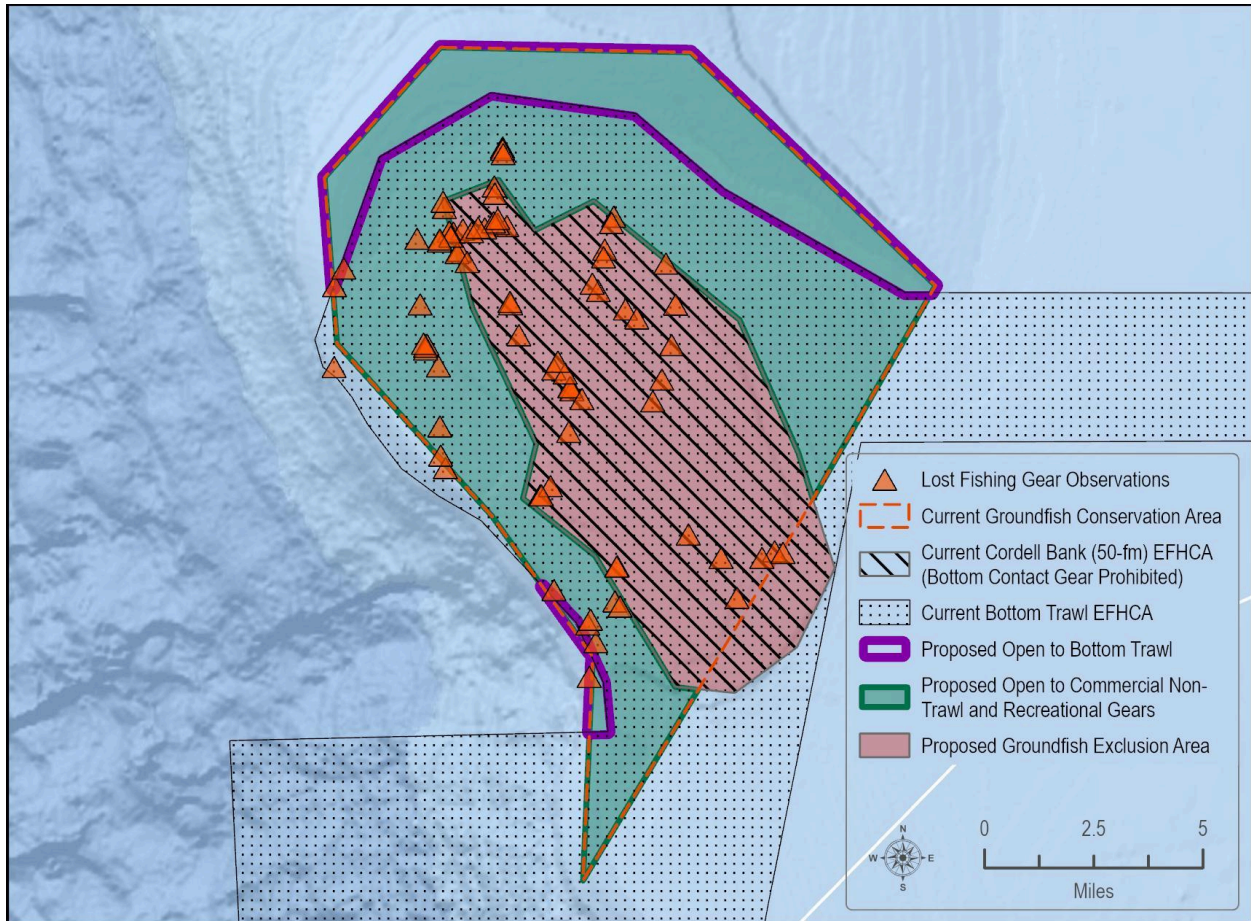 Lost Fishing Gear Observations
Current Groundfish Conservation Area
Current Cordell Bank (50-fm) EFHCA
(Bottom Contact Gear Prohibited)
Current Bottom Trawl EFHCA
Proposed Open to Bottom Trawl
Proposed Open to Commercial Non-
Trawl and Recreational Gears
Proposed Groundfish Exclusion Area
N
W E
S
0 2.5 5
Miles